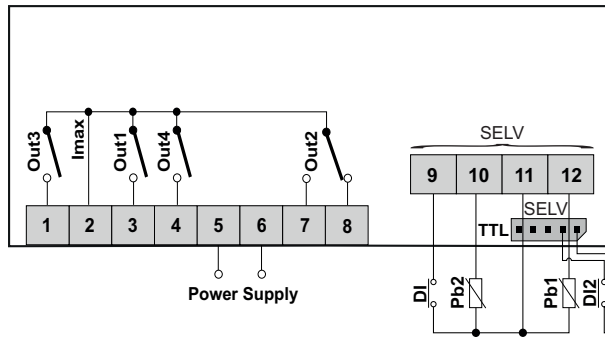 Out3
Imax
Out1
Out4
Out2
SELV
9 10 11 12
1 2 3 4 5 6 7 8
SELV
TTL
Power Supply
DI
Pb2
Pb1
DI2